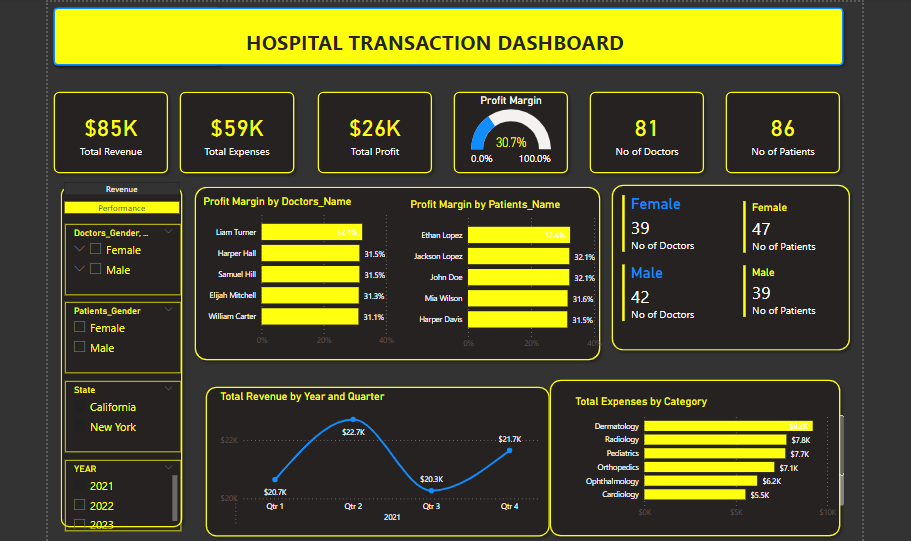 HOSPITAL TRANSACTION DASHBOARD
$85K
Total Revenue
$59K
Total Expenses
$26K
Total Profit
Profit Margin
30.7%
0.0% 100.0%
81
No of Doctors
86
No of Patients
Revenue
Performance
Doctors_Gender, ...
Female
Male
Patients_Gender
Female
Male
State
California
New York
YEAR
2021
2022
2023
Profit Margin by Doctors_Name
Liam Turner
Harper Hall 31.5%
Samuel Hill 31.5%
Elijah Mitchell 31.3%
William Carter 31.1%
0% 20% 40%
Profit Margin by Patients_Name
Ethan Lopez
Jackson Lopez 32.1%
John Doe 32.1%
Mia Wilson 31.6%
Harper Davis 31.5%
0% 20%
Female
39
No of Doctors
Male
42
No of Doctors
Female
47
No of Patients
Male
39
No of Patients
Total Revenue by Year and Quarter
$22K
$20K
$20.7K
$22.7K
$20.3K
$21.7K
Qtr 1 Qtr 2 Qtr 3 Qtr 4
2021
Total Expenses by Category
Dermatology
Radiology $7.8K
Pediatrics $7.7K
Orthopedics $7.1K
Ophthalmology $6.2K
Cardiology $5.5K
$0K $5K $10K